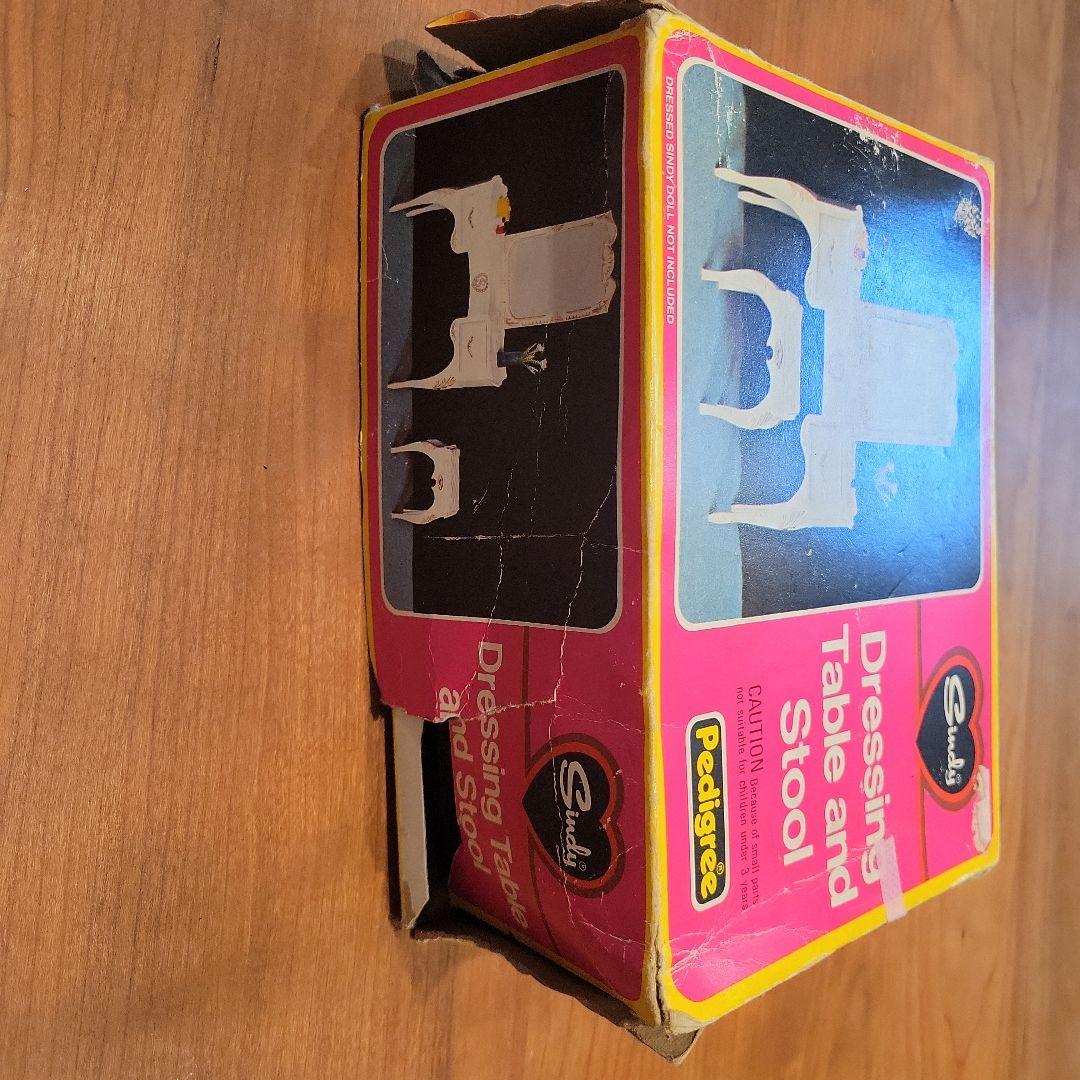 DRESSED SINDY DOLL NOT INCLUDED
Sindy®
Dressing
Table and
Stool
CAUTION Because of small parts
not suitable for children under 3 years
Pedigree®
Sindy®
Dressing Table
and Stool